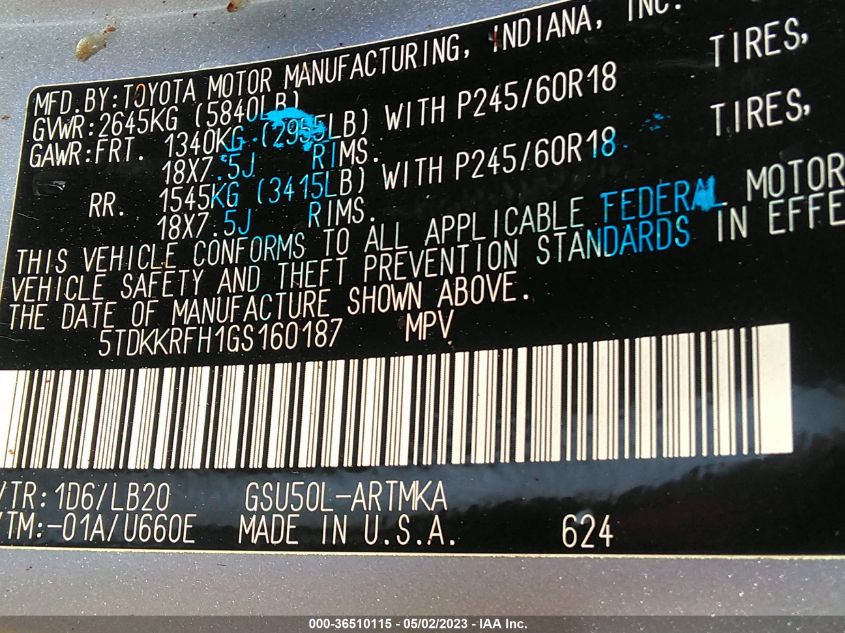 MFD.BY:TOYOTA MOTOR MANUFACTURING, INDIANA, INC.
GVWR:2645KG (5840LB)
GAWR:FRT. 1340KG (2955LB) WITH P245/60R18 TIRES,
18X7.5J RIMS.
RR. 1545KG (3415LB) WITH P245/60R18 TIRES,
18X7.5J RIMS.
THIS VEHICLE CONFORMS TO ALL APPLICABLE FEDERAL MOTOR
VEHICLE SAFETY AND THEFT PREVENTION STANDARDS IN EFFE
THE DATE OF MANUFACTURE SHOWN ABOVE.
5TDKKRFH1GS160187 MPV
/TR:1D6/LB20 GSU50L-ARTMKA
/TM:-01A/U660E MADE IN U.S.A. 624
000-36510115 - 05/02/2023 - IAA Inc.